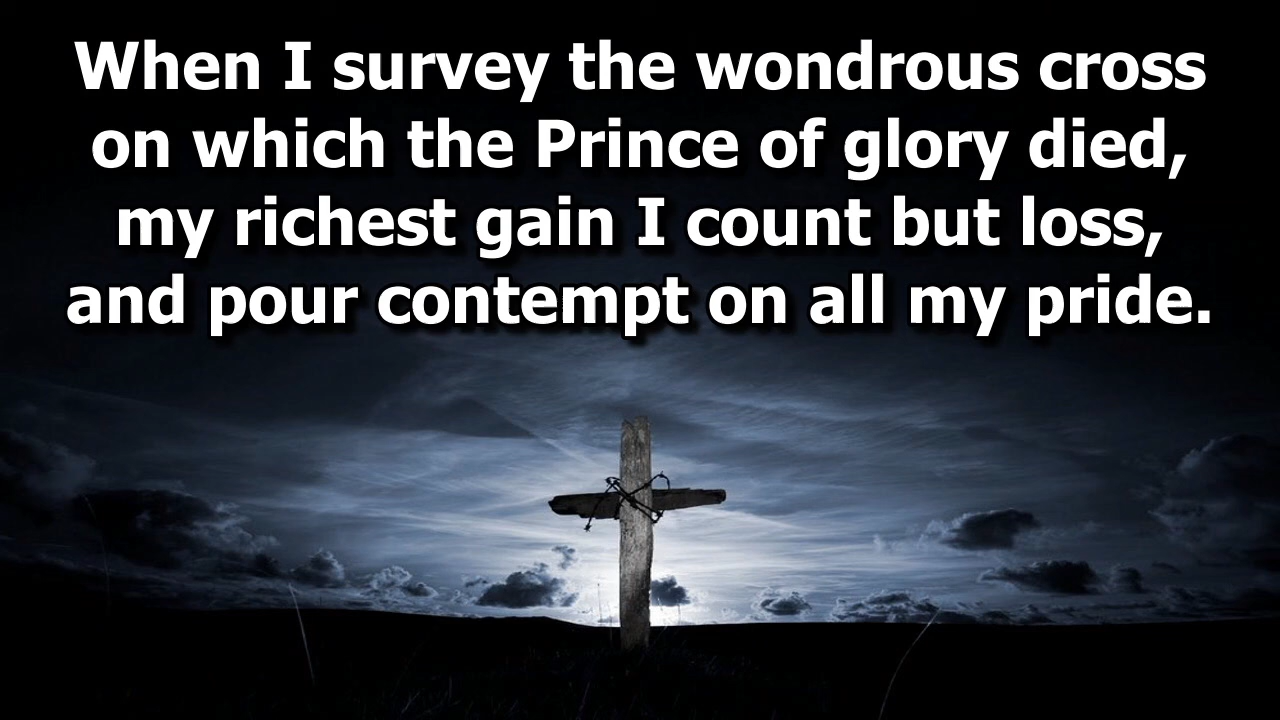 When I survey the wondrous cross
on which the Prince of glory died,
my richest gain I count but loss,
and pour contempt on all my pride.